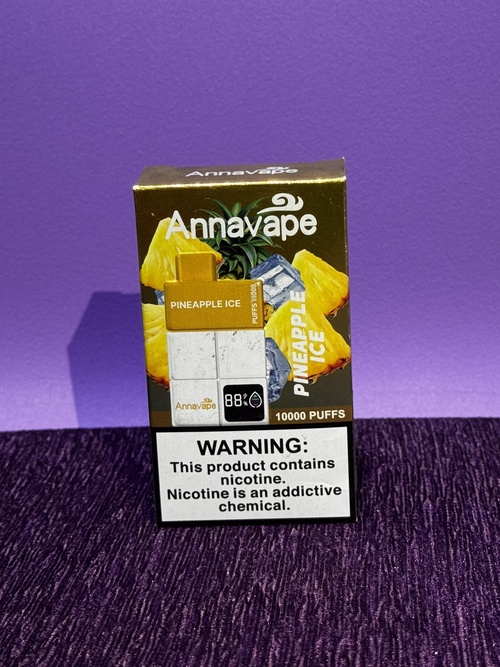 Annavape
Annavape
PINEAPPLE ICE
PUFFS 10000+
PINEAPPLE
ICE
Annavape
88%
10000 PUFFS
WARNING:
This product contains
nicotine.
Nicotine is an addictive
chemical.